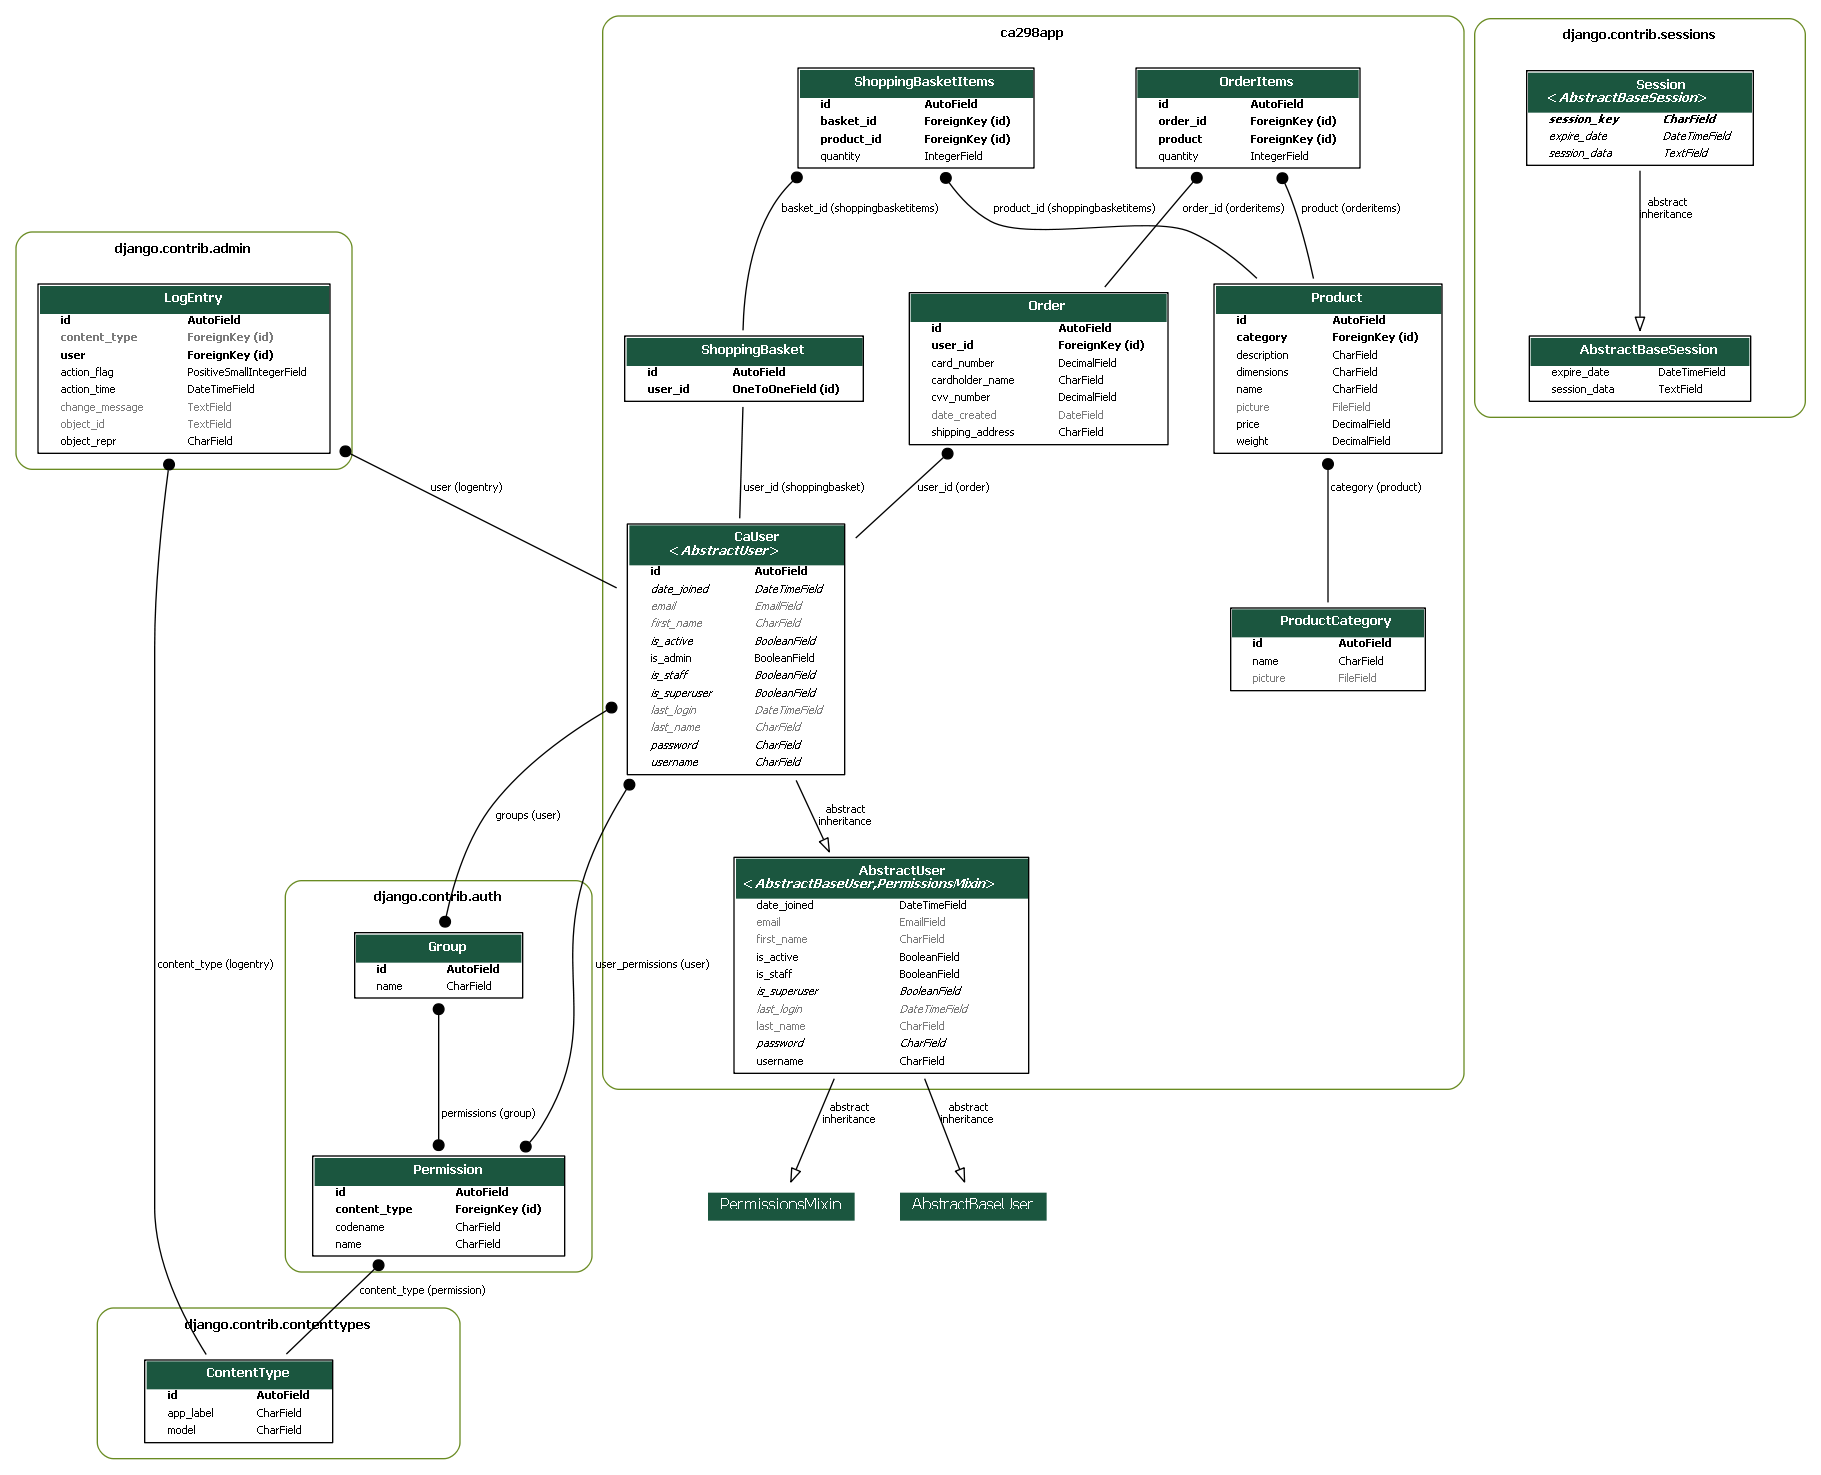 ca298app
ShoppingBasketItems
id AutoField
basket_id ForeignKey (id)
product_id ForeignKey (id)
quantity IntegerField
OrderItems
id AutoField
order_id ForeignKey (id)
product ForeignKey (id)
quantity IntegerField
basket_id (shoppingbasketitems)
product_id (shoppingbasketitems)
order_id (orderitems)
product (orderitems)
ShoppingBasket
id AutoField
user_id OneToOneField (id)
Order
id AutoField
user_id ForeignKey (id)
card_number DecimalField
cardholder_name CharField
cvv_number DecimalField
date_created DateField
shipping_address CharField
Product
id AutoField
category ForeignKey (id)
description CharField
dimensions CharField
name CharField
picture FileField
price DecimalField
weight DecimalField
user_id (shoppingbasket)
user_id (order)
category (product)
CaUser
<AbstractUser>
id AutoField
date_joined DateTimeField
email EmailField
first_name CharField
is_active BooleanField
is_admin BooleanField
is_staff BooleanField
is_superuser BooleanField
last_login DateTimeField
last_name CharField
password CharField
username CharField
ProductCategory
id AutoField
name CharField
picture FileField
abstract
inheritance
AbstractUser
<AbstractBaseUser,PermissionsMixin>
date_joined DateTimeField
email EmailField
first_name CharField
is_active BooleanField
is_staff BooleanField
is_superuser BooleanField
last_login DateTimeField
last_name CharField
password CharField
username CharField
abstract
inheritance
abstract
inheritance
PermissionsMixin
AbstractBaseUser
django.contrib.sessions
Session
<AbstractBaseSession>
session_key CharField
expire_date DateTimeField
session_data TextField
abstract
inheritance
AbstractBaseSession
expire_date DateTimeField
session_data TextField
django.contrib.admin
LogEntry
id AutoField
content_type ForeignKey (id)
user ForeignKey (id)
action_flag PositiveSmallIntegerField
action_time DateTimeField
change_message TextField
object_id TextField
object_repr CharField
user (logentry)
content_type (logentry)
groups (user)
user_permissions (user)
django.contrib.auth
Group
id AutoField
name CharField
permissions (group)
Permission
id AutoField
content_type ForeignKey (id)
codename CharField
name CharField
content_type (permission)
django.contrib.contenttypes
ContentType
id AutoField
app_label CharField
model CharField